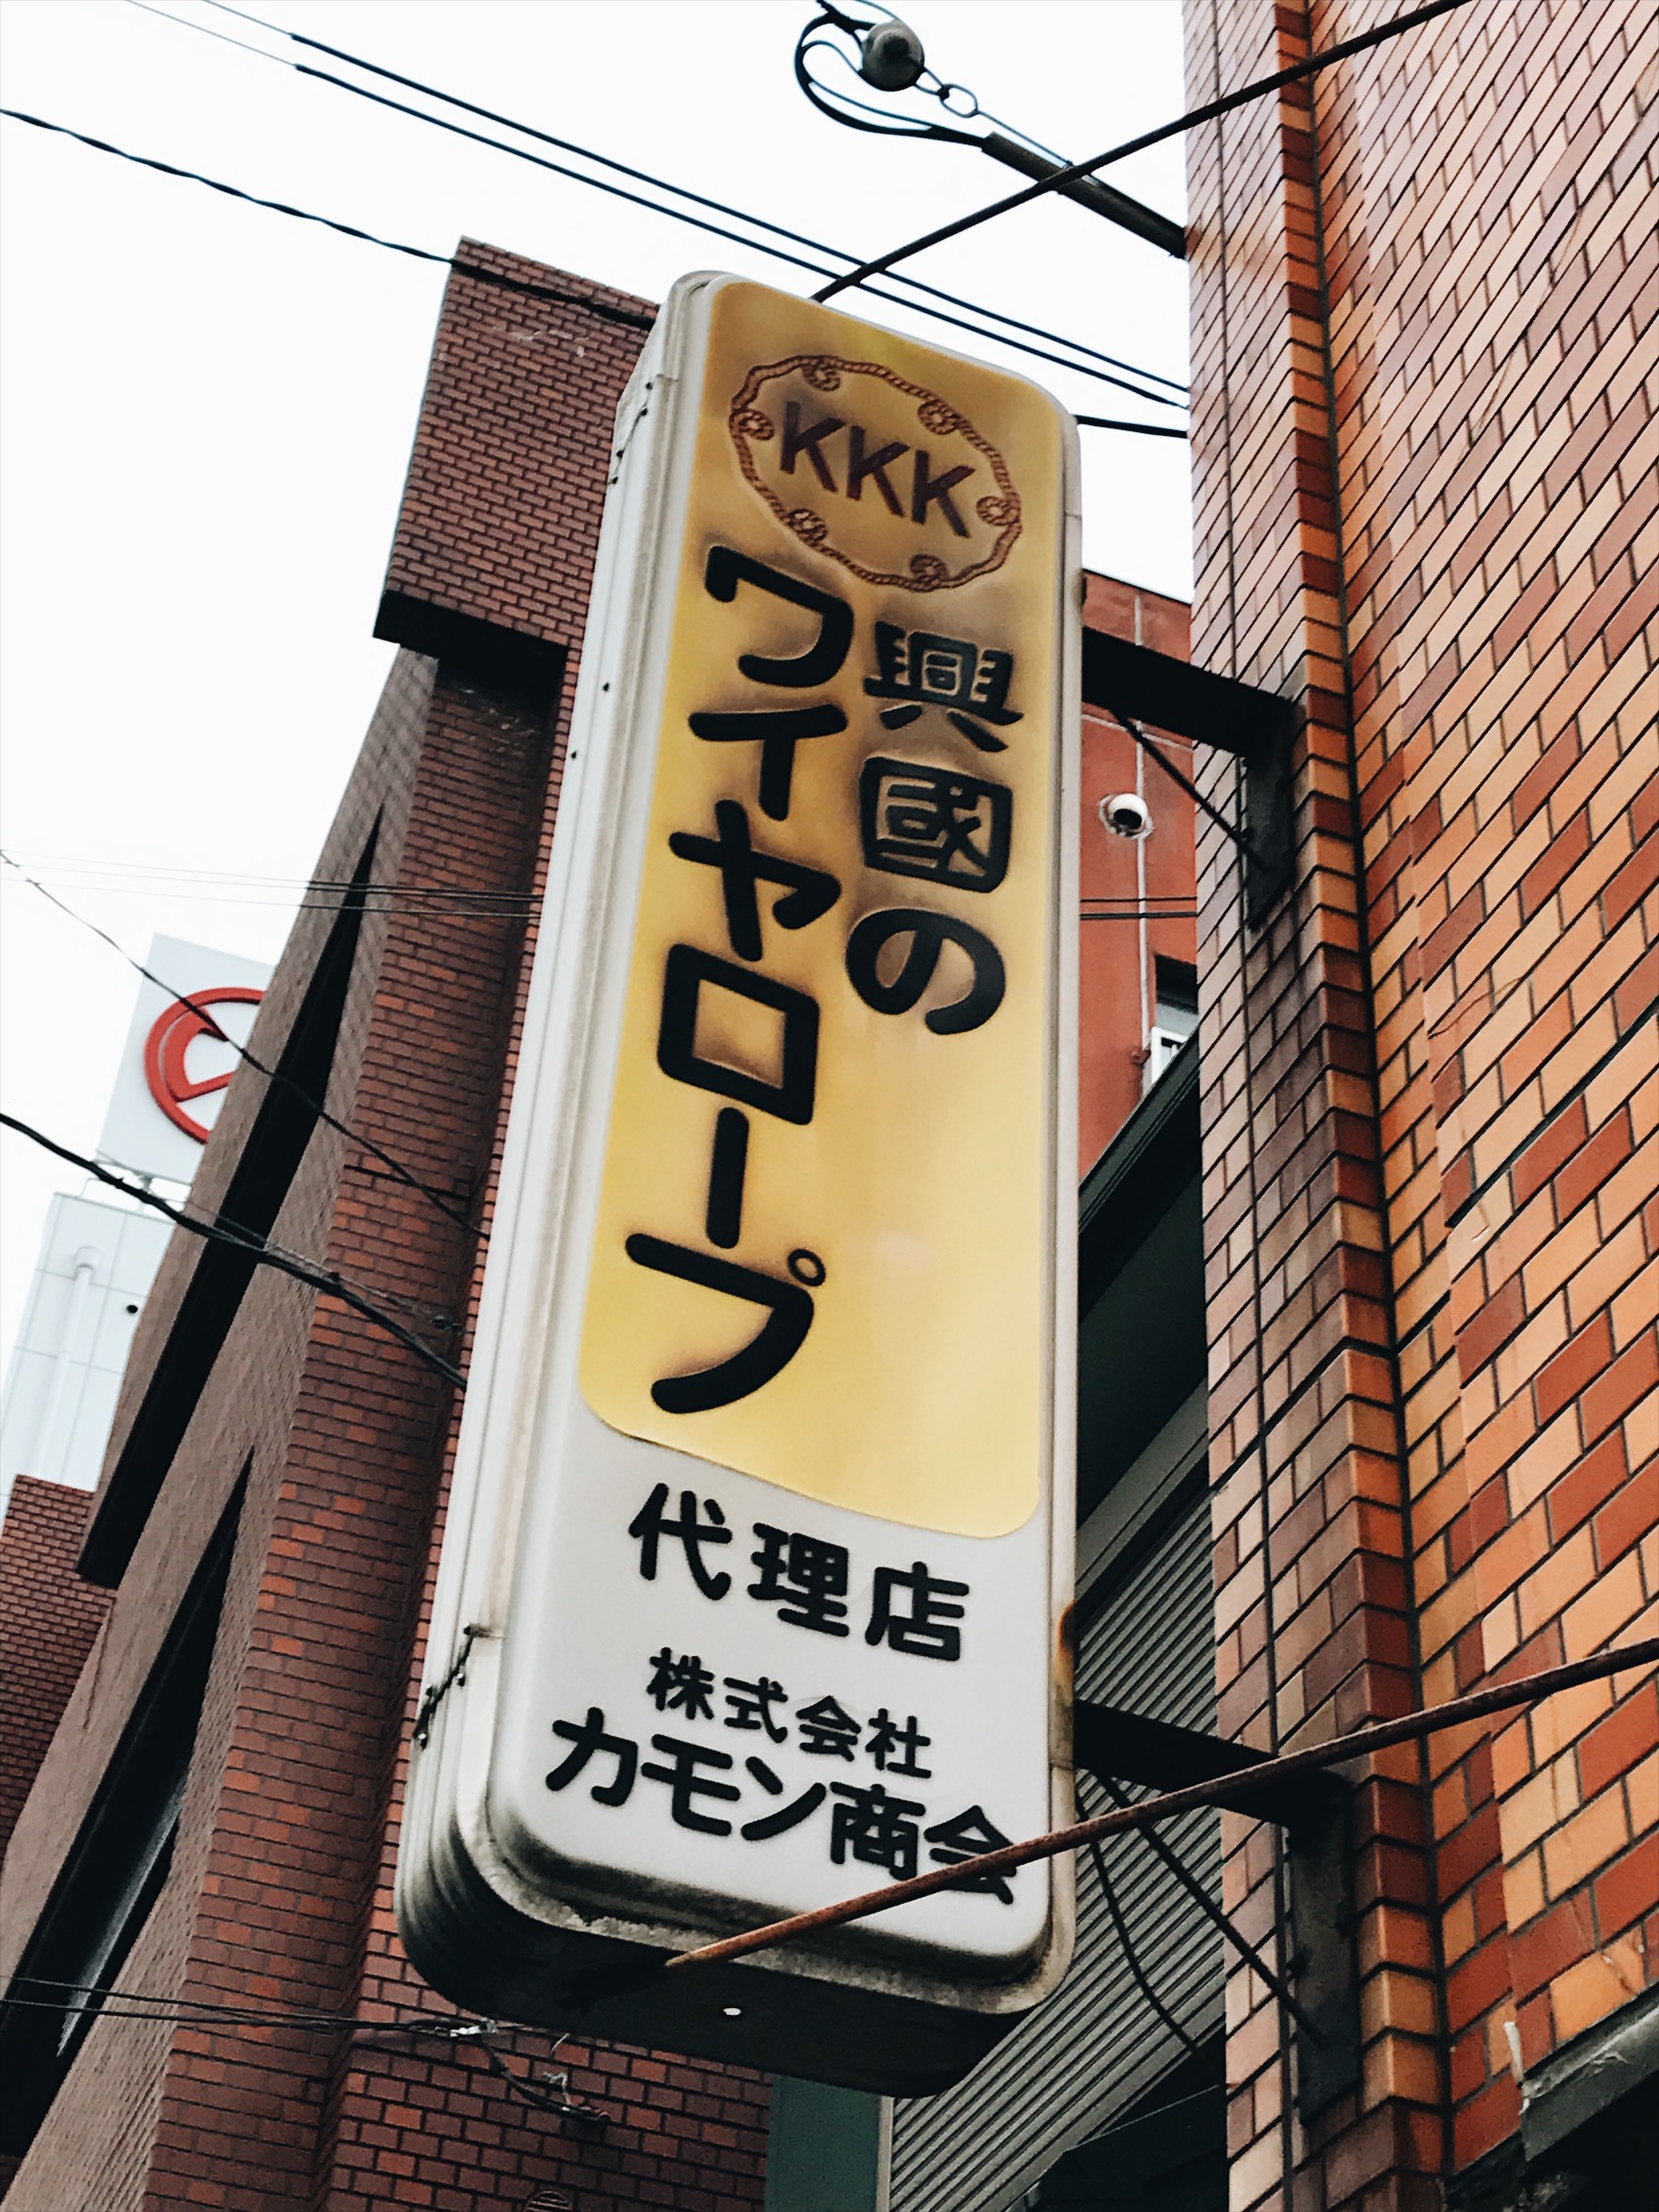 KKK
興國の
ワイヤロープ
代理店
株式会社
カモン商会